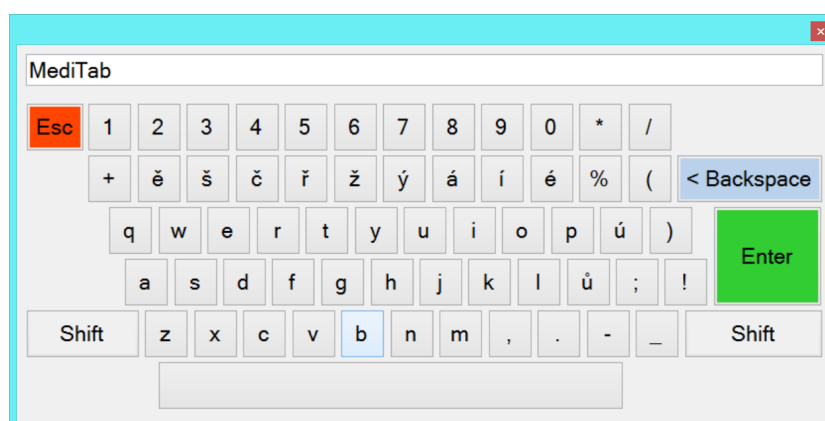 MediTab
Esc 1 2 3 4 5 6 7 8 9 0 * /
+ ě š č ř ž ý á í é % ( < Backspace
q w e r t y u i o p ú ) Enter
a s d f g h j k l ů ; !
Shift z x c v b n m , . - _ Shift